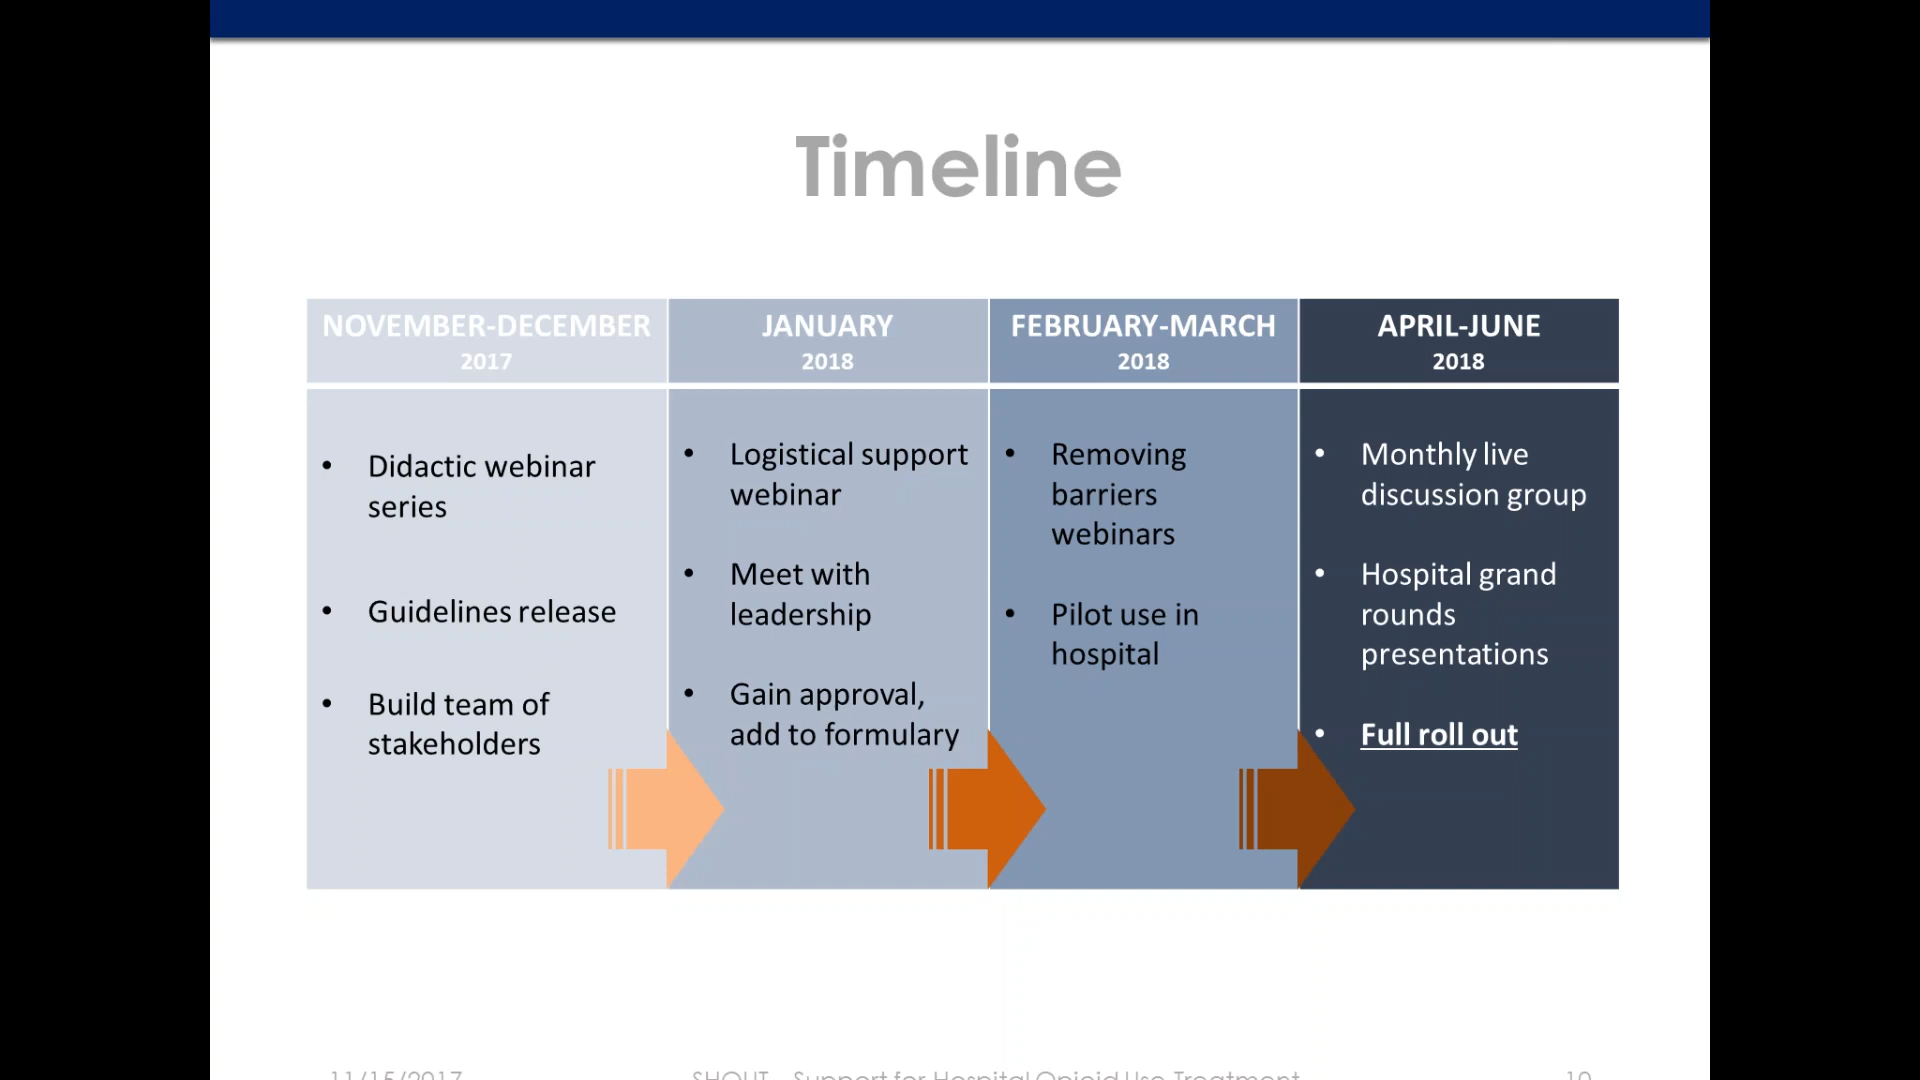 Timeline
NOVEMBER-DECEMBER
2017
• Didactic webinar
series
• Guidelines release
• Build team of
stakeholders
JANUARY
2018
• Logistical support
webinar
• Meet with
leadership
• Gain approval,
add to formulary
FEBRUARY-MARCH
2018
• Removing
barriers
webinars
• Pilot use in
hospital
APRIL-JUNE
2018
• Monthly live
discussion group
• Hospital grand
rounds
presentations
• Full roll out
11/15/2017
SHOUT – Support for Hospital Opioid Use Treatment
10